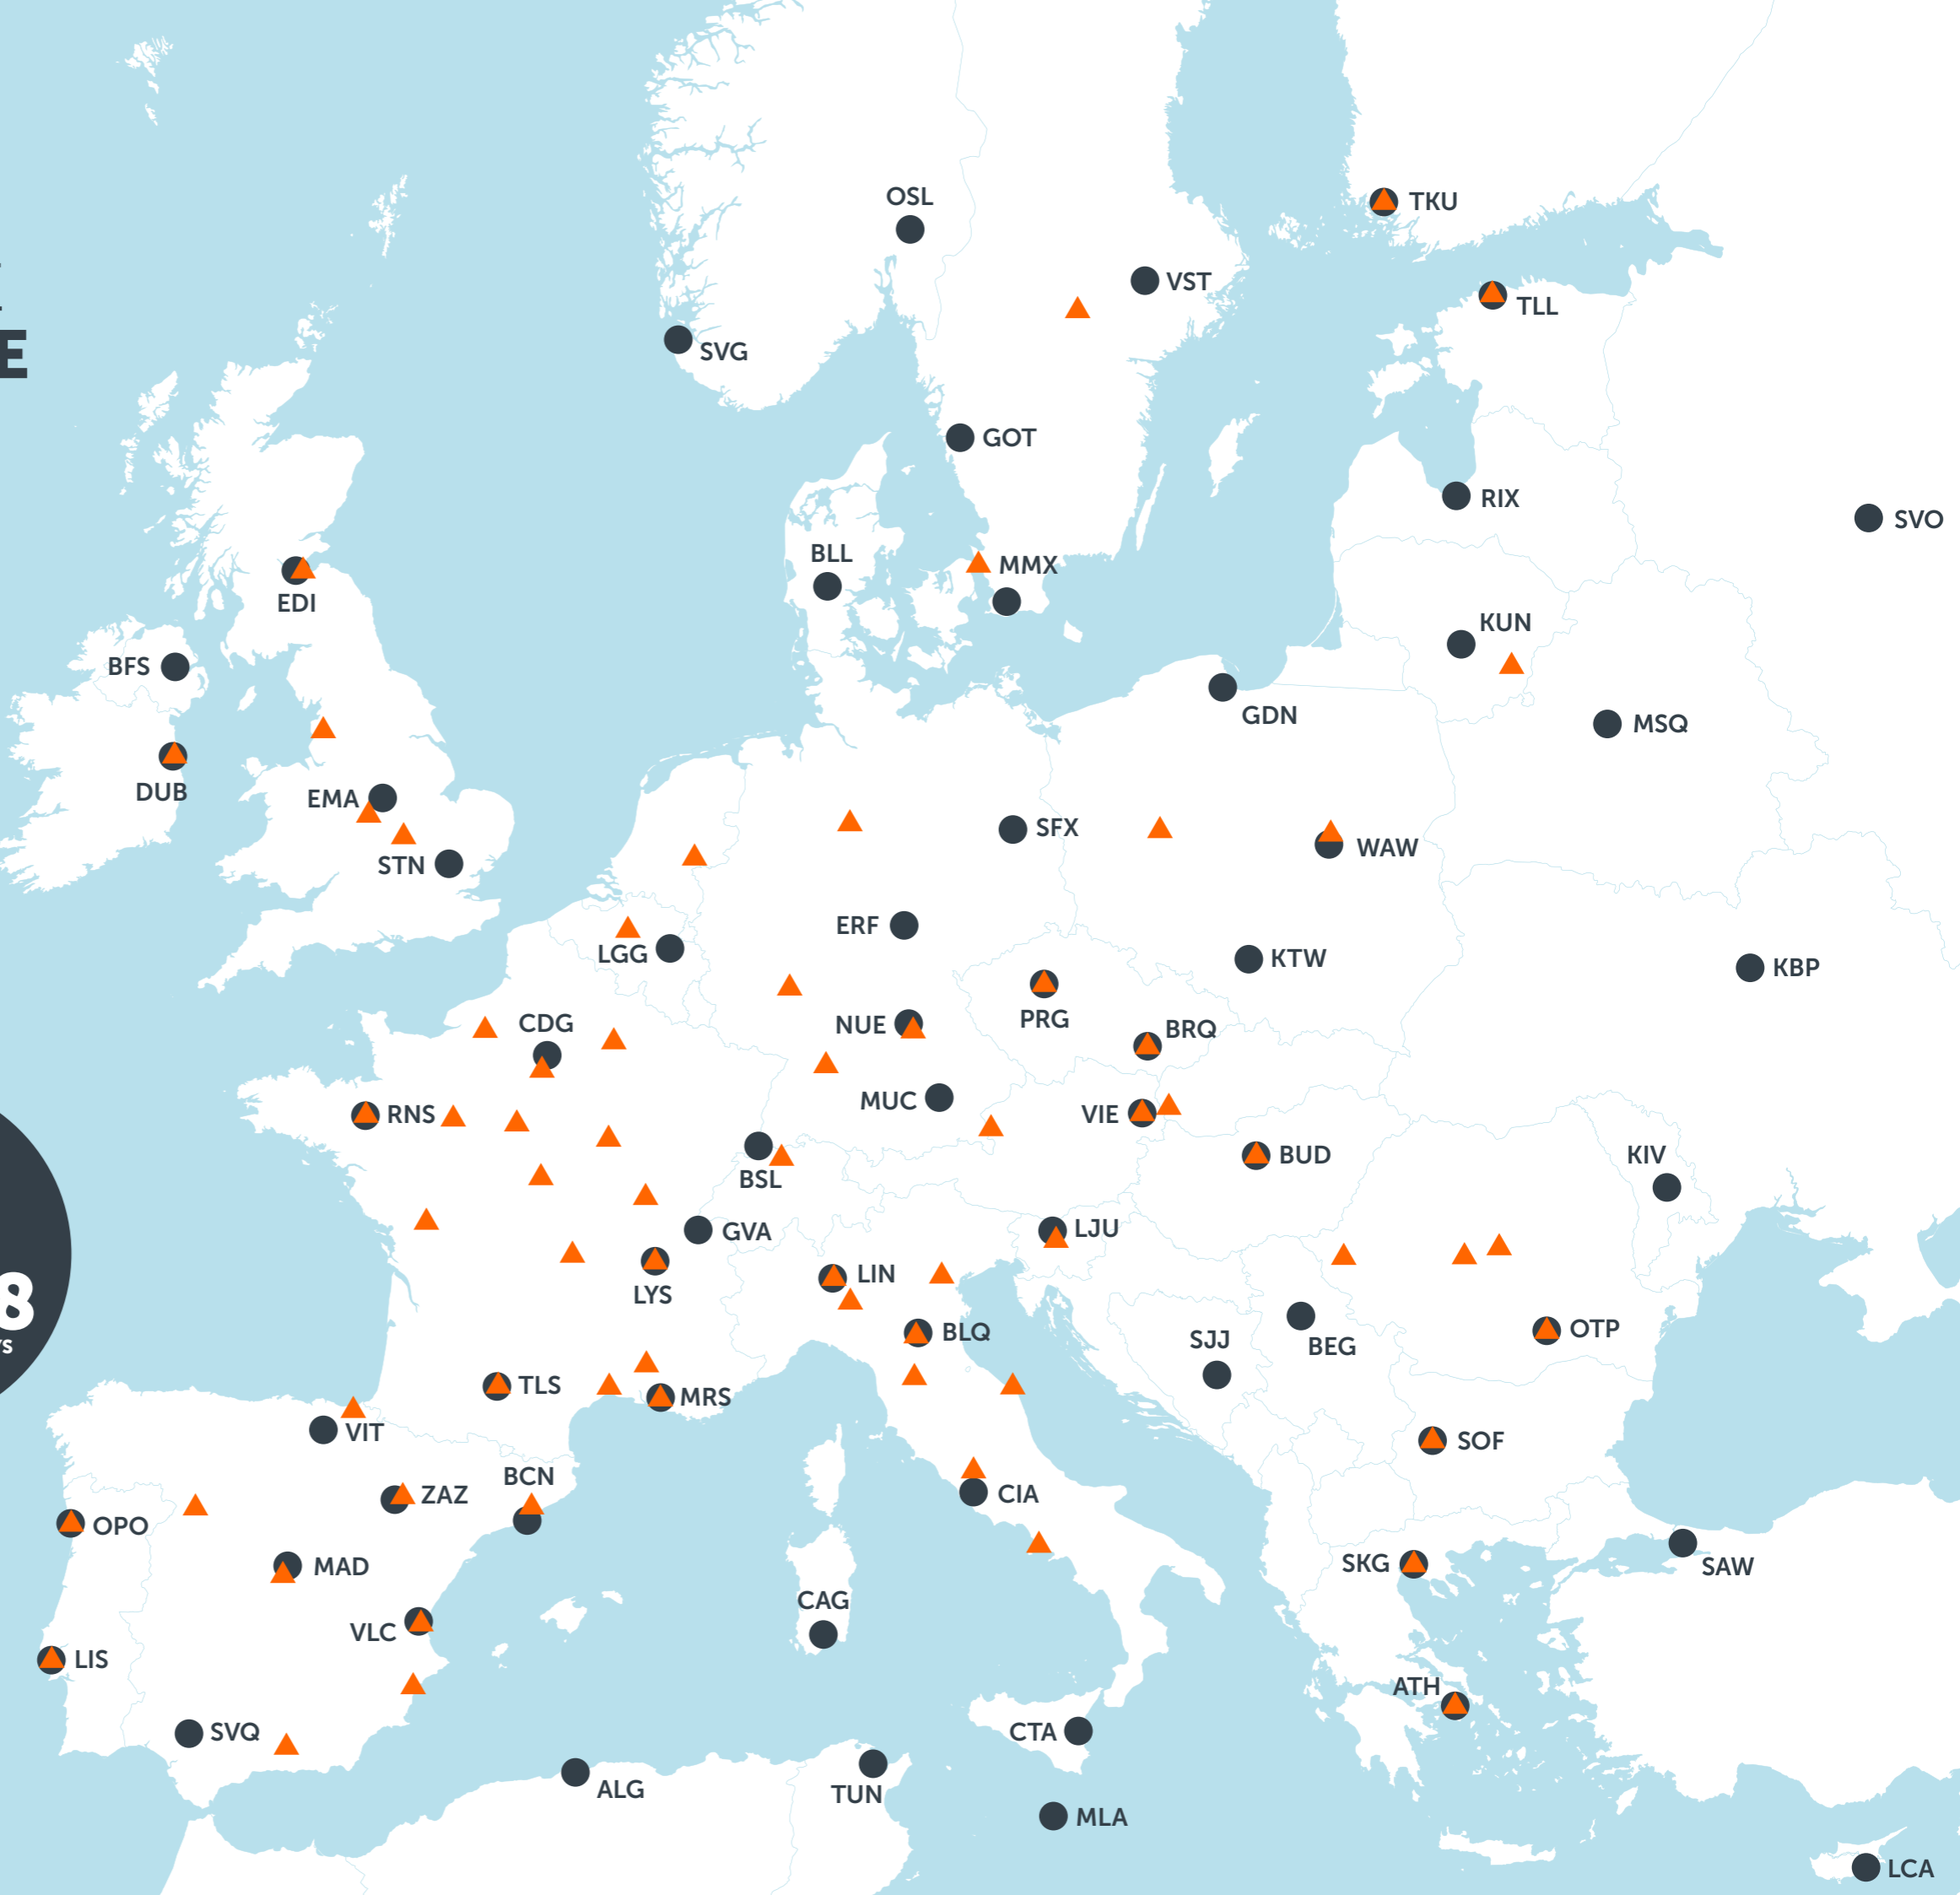 OSL
TKU
VST
TLL
E
SVG
GOT
RIX
SVO
BLL
MMX
EDI
KUN
BFS
GDN
MSQ
DUB
EMA
SFX
STN
WAW
ERF
LGG
KTW
KBP
CDG
NUE
PRG
BRQ
MUC
RNS
VIE
BSL
BUD
KIV
GVA
LJU
LIN
LYS
8
YS
BLQ
SJJ
BEG
OTP
TLS
MRS
VIT
SOF
BCN
ZAZ
CIA
OPO
MAD
SKG
SAW
CAG
VLC
LIS
ATH
SVQ
CTA
ALG
TUN
MLA
LCA